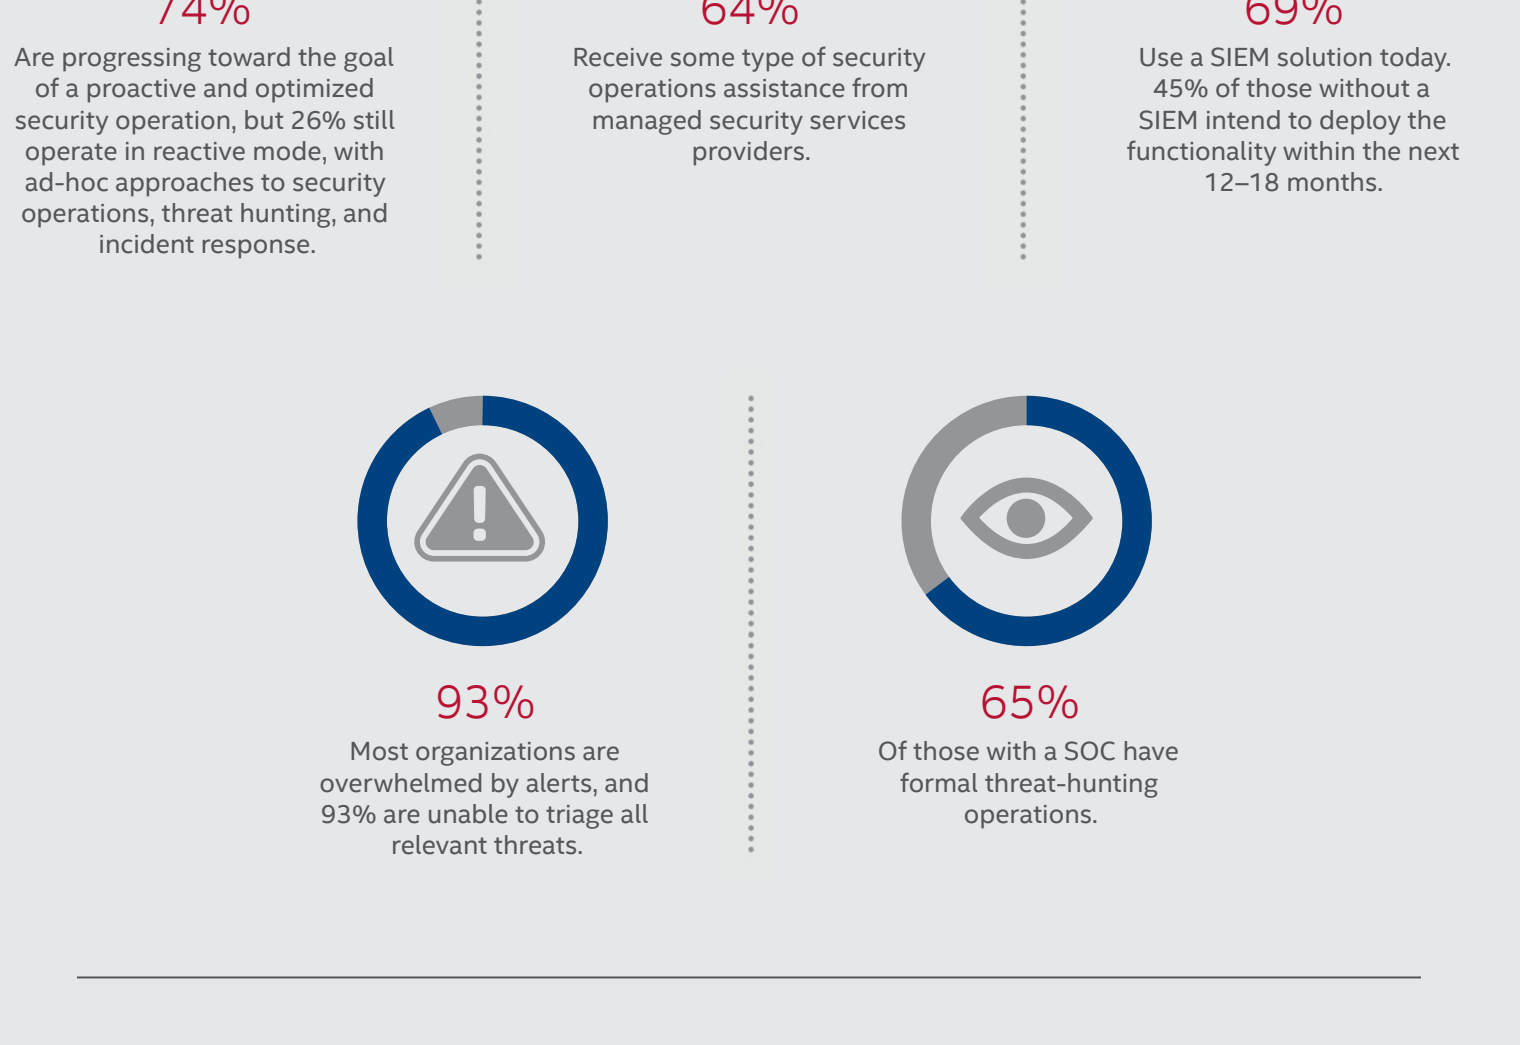 74%
Are progressing toward the goal
of a proactive and optimized
security operation, but 26% still
operate in reactive mode, with
ad-hoc approaches to security
operations, threat hunting, and
incident response.
64%
Receive some type of security
operations assistance from
managed security services
providers.
69%
Use a SIEM solution today.
45% of those without a
SIEM intend to deploy the
functionality within the next
12–18 months.
93%
Most organizations are
overwhelmed by alerts, and
93% are unable to triage all
relevant threats.
65%
Of those with a SOC have
formal threat-hunting
operations.